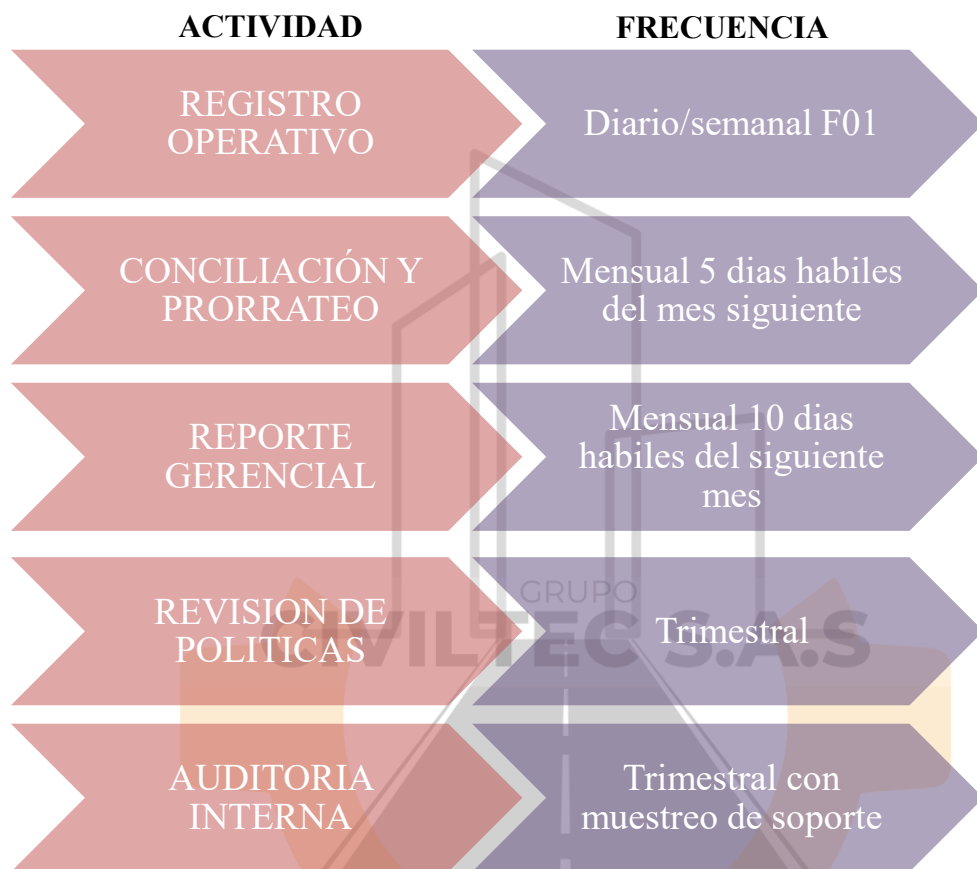 ACTIVIDAD
FRECUENCIA
REGISTRO
OPERATIVO
Diario/semanal F01
CONCILIACIÓN Y
PRORRATEO
Mensual 5 dias habiles
del mes siguiente
REPORTE
GERENCIAL
Mensual 10 dias
habiles del siguiente
mes
REVISION DE
POLITICAS
Trimestral
AUDITORIA
INTERNA
Trimestral con
muestreo de soporte
GRUPO
CIVILTEC S.A.S